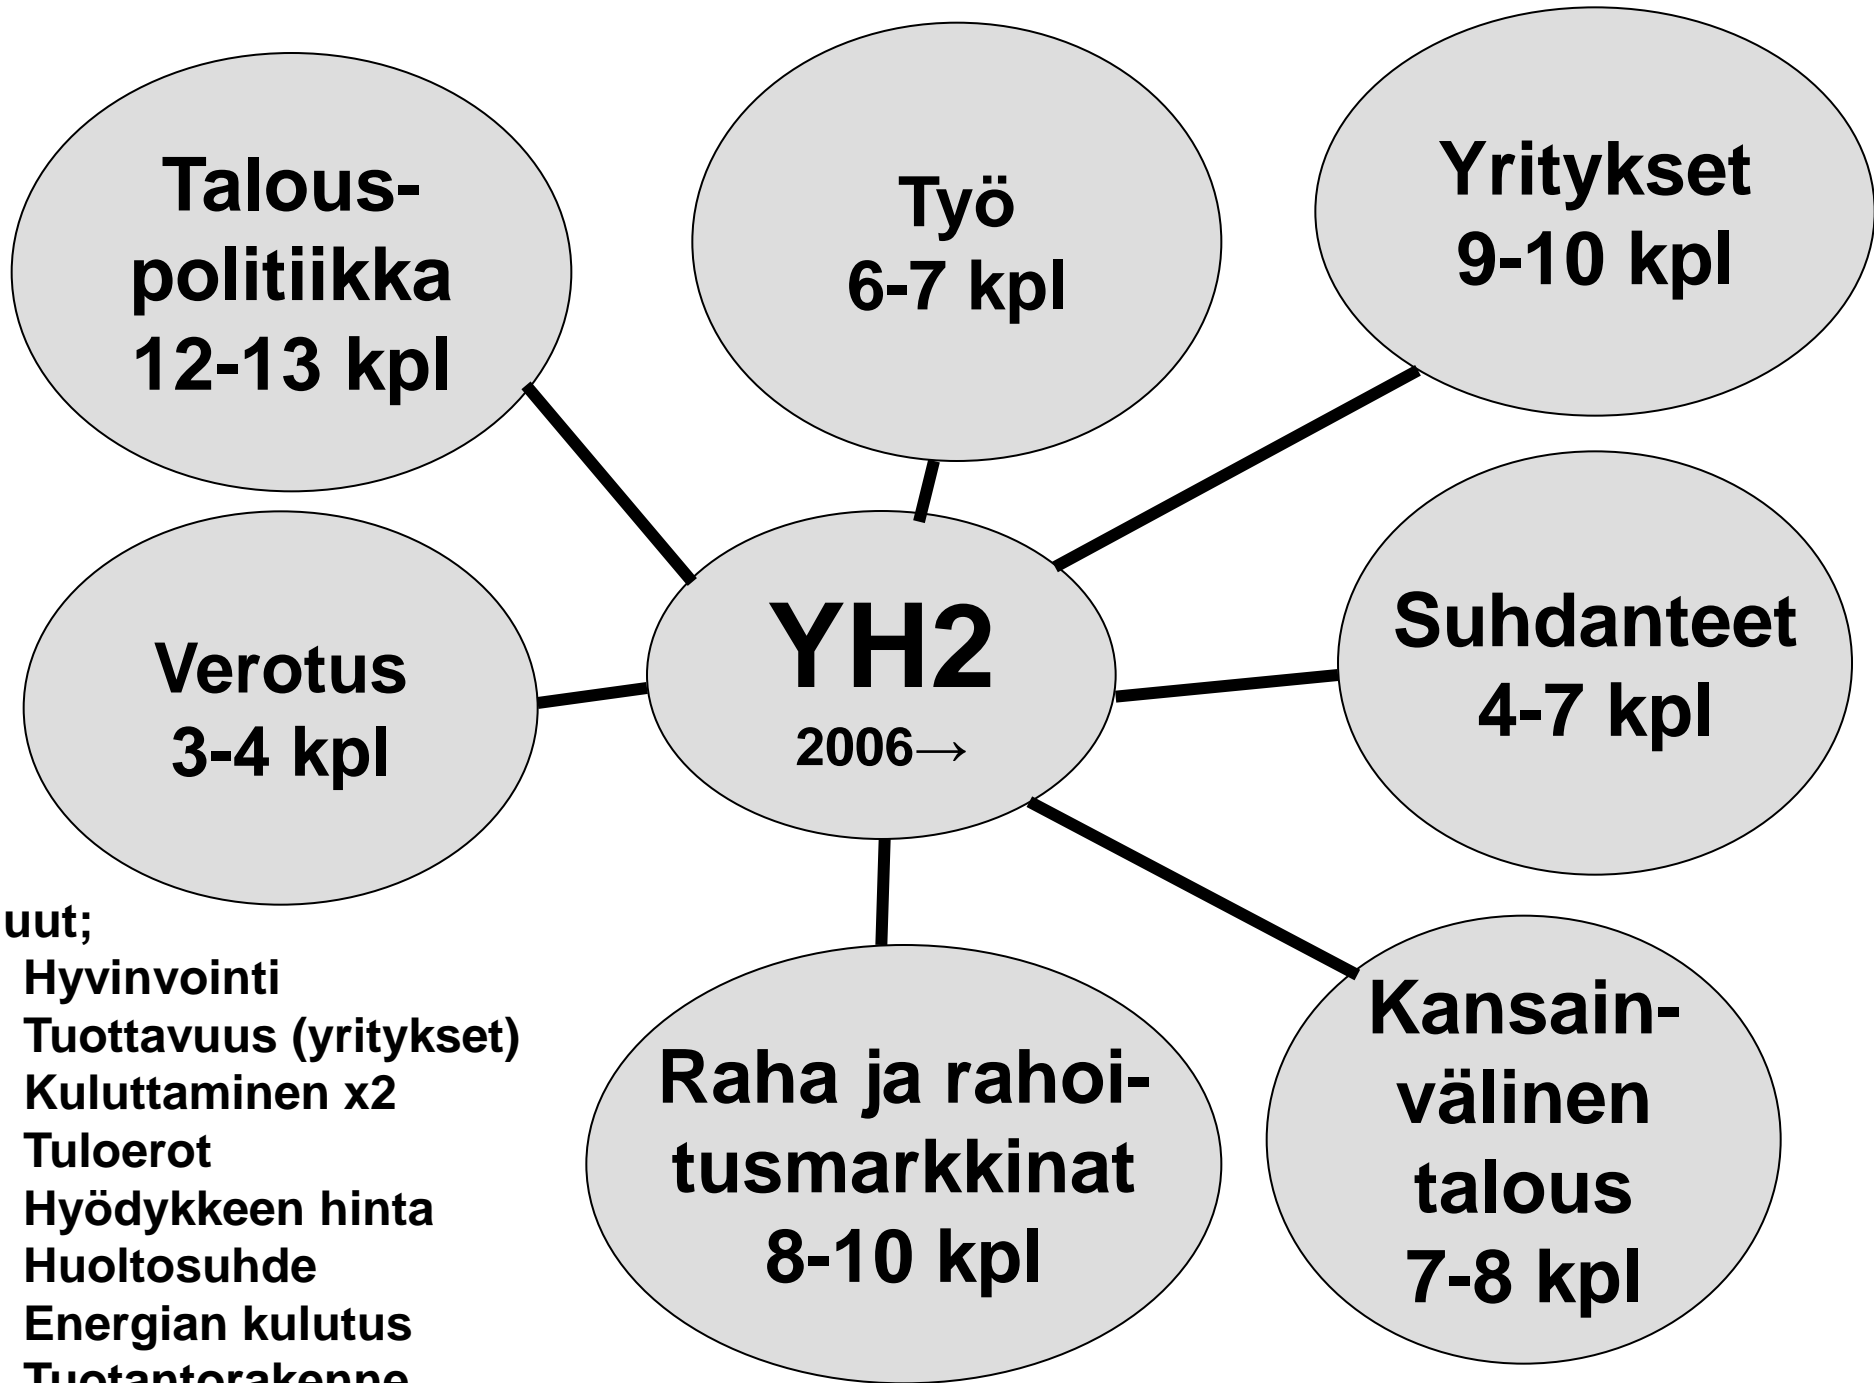 Talous-
politiikka
12-13 kpl
Työ
6-7 kpl
Yritykset
9-10 kpl
Verotus
3-4 kpl
YH2
2006→
Suhdanteet
4-7 kpl
uut;
Hyvinvointi
Tuottavuus (yritykset)
Kuluttaminen x2
Tuloerot
Hyödykkeen hinta
Huoltosuhde
Energian kulutus
Tuotantorakenne
Raha ja rahoi-
tusmarkkinat
8-10 kpl
Kansain-
välinen
talous
7-8 kpl